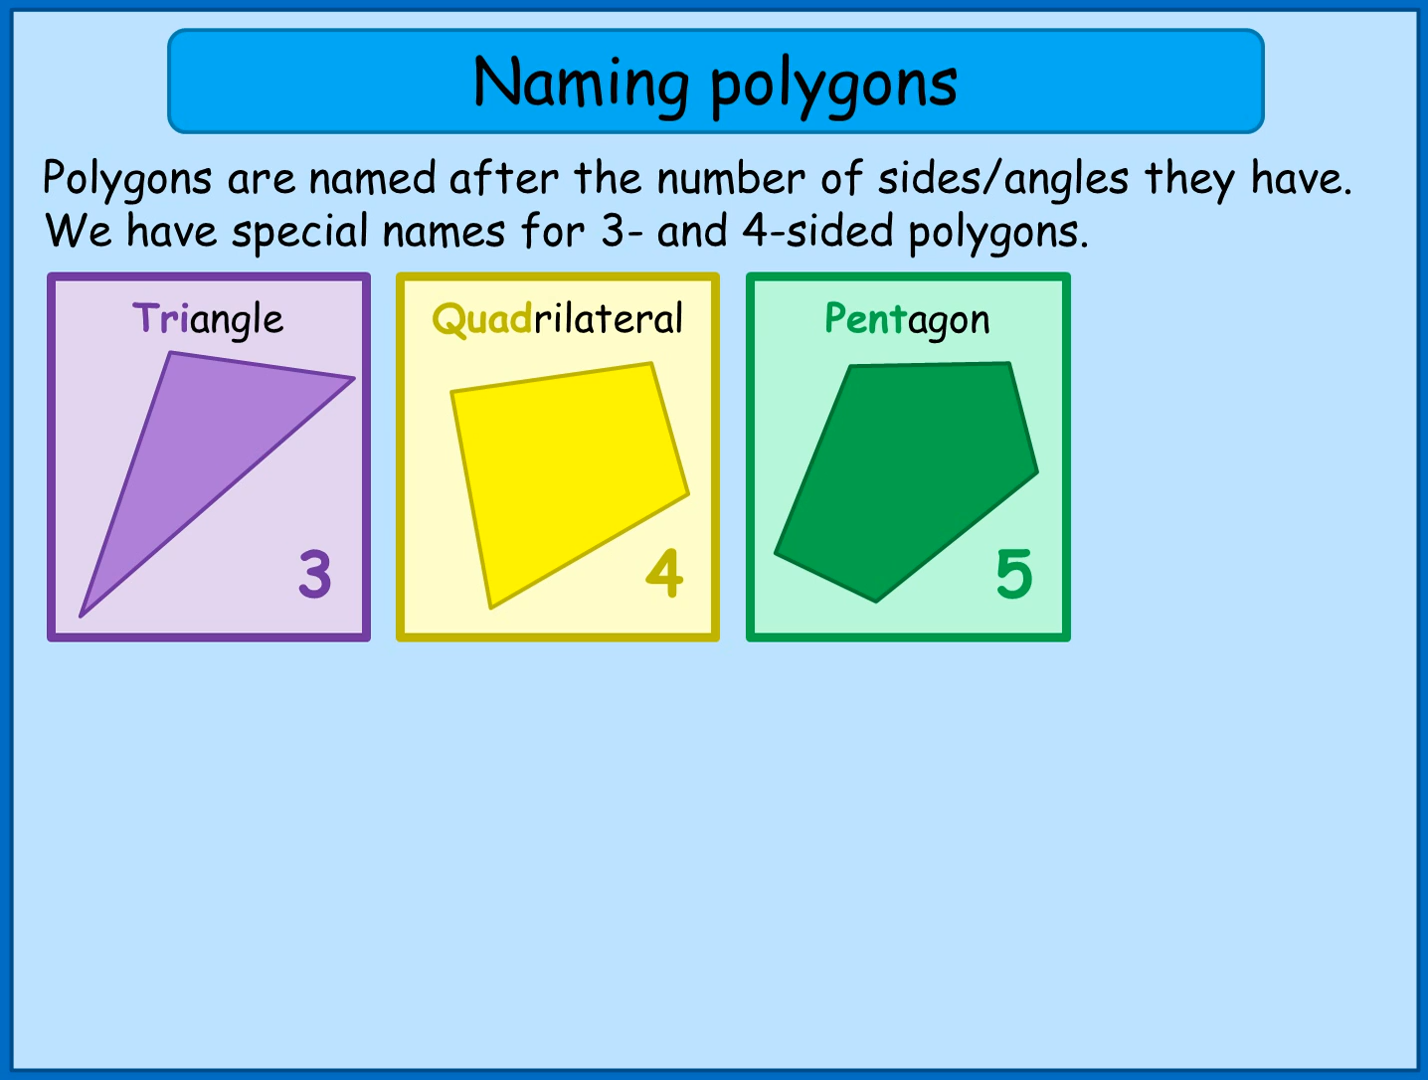 Naming polygons
Polygons are named after the number of sides/angles they have.
We have special names for 3- and 4-sided polygons.
Triangle
3
Quadrilateral
4
Pentagon
5